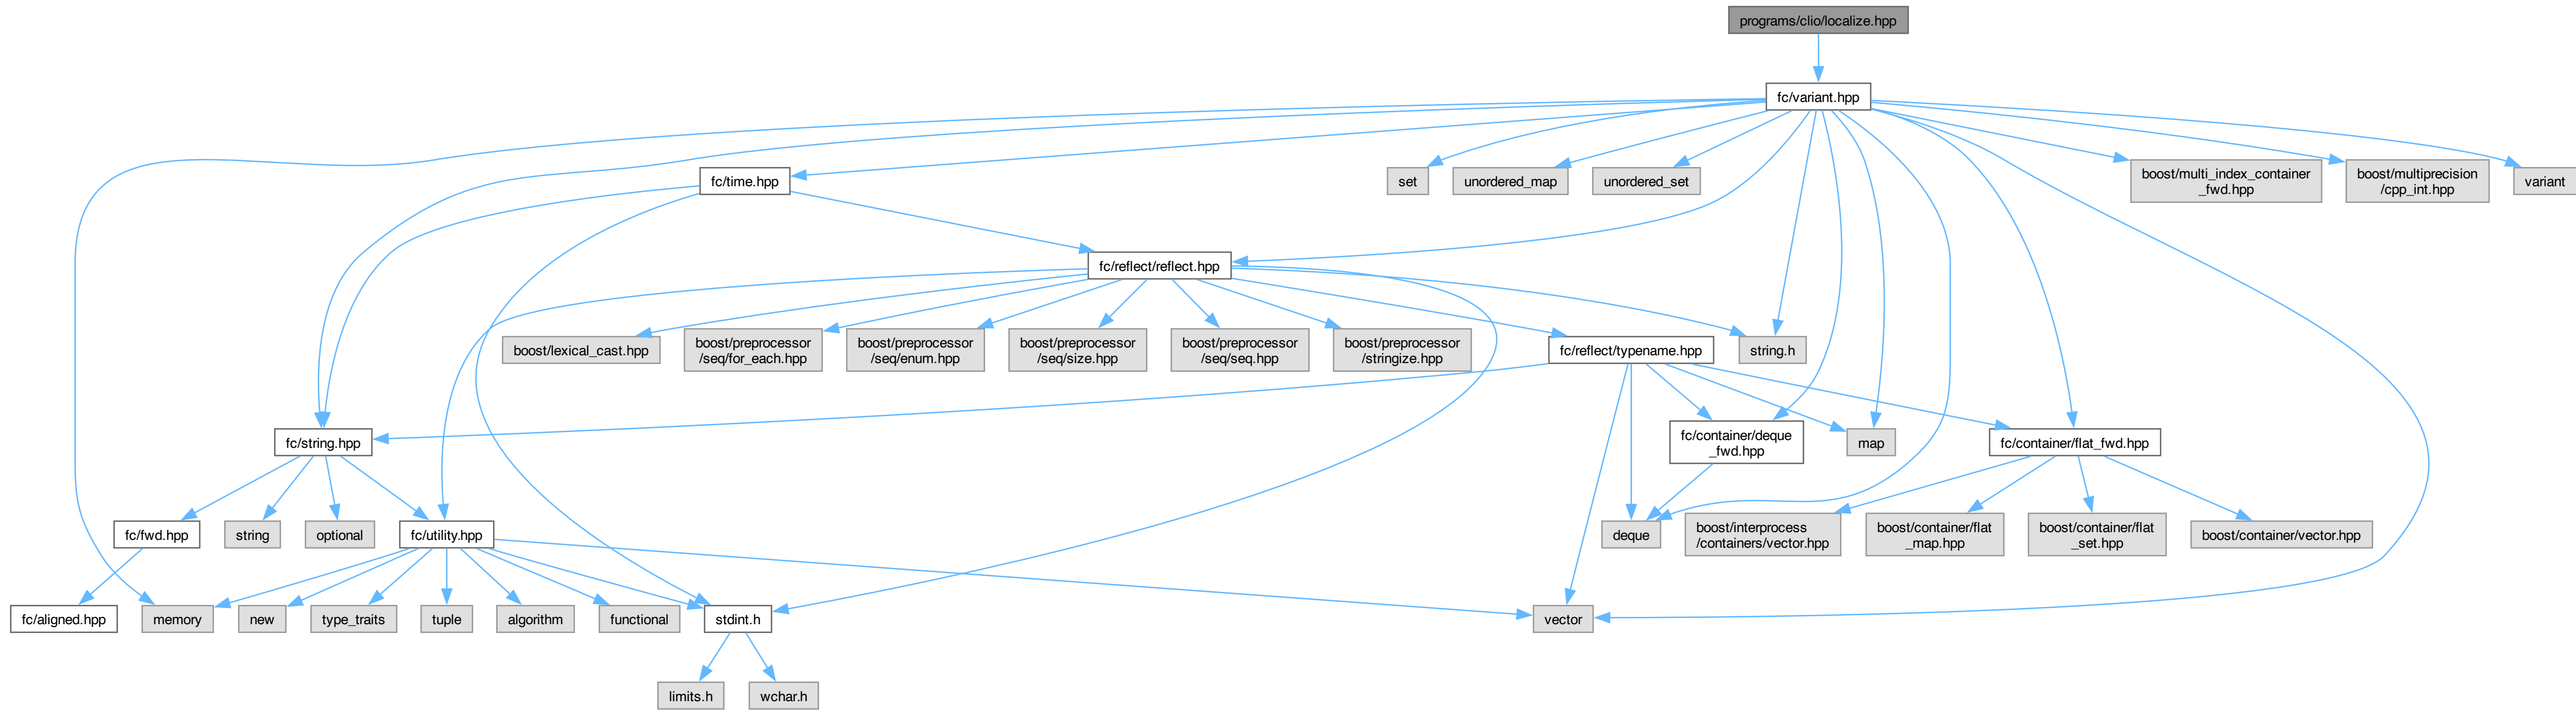 programs/clio/localize.hpp
fc/variant.hpp
fc/time.hpp
set
unordered_map
unordered_set
boost/multi_index_container
_fwd.hpp
boost/multiprecision
/cpp_int.hpp
variant
fc/reflect/reflect.hpp
boost/lexical_cast.hpp
boost/preprocessor
/seq/for_each.hpp
boost/preprocessor
/seq/enum.hpp
boost/preprocessor
/seq/size.hpp
boost/preprocessor
/seq/seq.hpp
boost/preprocessor
/stringize.hpp
fc/reflect/typename.hpp
string.h
fc/string.hpp
fc/container/deque
_fwd.hpp
map
fc/container/flat_fwd.hpp
fc/fwd.hpp
string
optional
fc/utility.hpp
deque
boost/interprocess
/containers/vector.hpp
boost/container/flat
_map.hpp
boost/container/flat
_set.hpp
boost/container/vector.hpp
fc/aligned.hpp
memory
new
type_traits
tuple
algorithm
functional
stdint.h
vector
limits.h
wchar.h